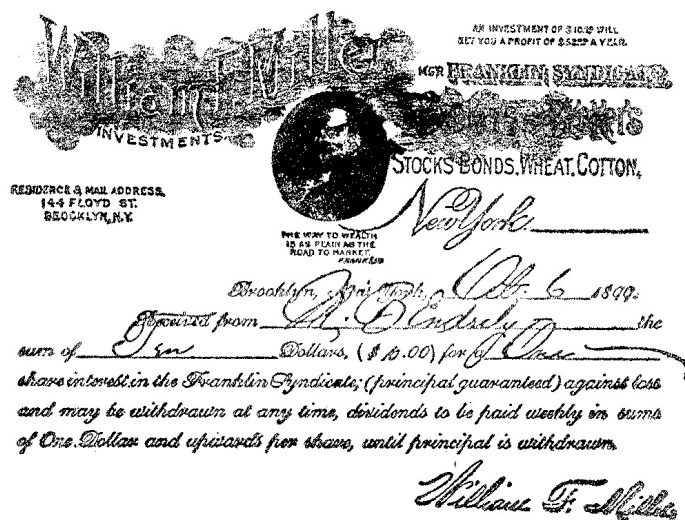 William F. Miller
INVESTMENTS
AN INVESTMENT OF $10.00 WILL
NET YOU A PROFIT OF $52.00 A YEAR.
MGR FRANKLIN SYNDICATE.
STOCKS BONDS, WHEAT, COTTON,
RESIDENCE & MAIL ADDRESS,
144 FLOYD ST.
BROOKLYN, N.Y.
THE WAY TO WEALTH
IS AS PLAIN AS THE
ROAD TO MARKET.
FRANKLIN
New York
Brooklyn, New York, Oct. 6 1899.
Received from the
sum of Ten Dollars, ($10.00) for One
share interest in the Franklin Syndicate; (principal guaranteed) against loss
and may be withdrawn at any time, dividends to be paid weekly in sums
of One Dollar and upwards per share, until principal is withdrawn.
William F. Miller